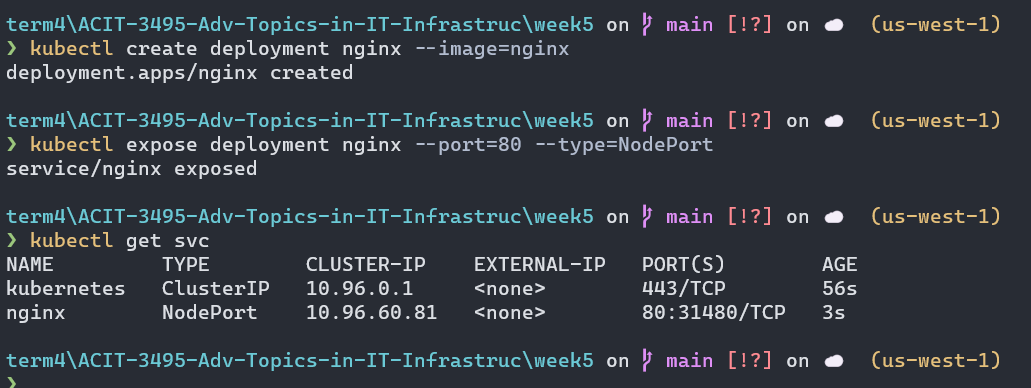 term4\ACIT-3495-Adv-Topics-in-IT-Infrastruc\week5 on main [!?] on ☁ (us-west-1)
❯ kubectl create deployment nginx --image=nginx
deployment.apps/nginx created
term4\ACIT-3495-Adv-Topics-in-IT-Infrastruc\week5 on main [!?] on ☁ (us-west-1)
❯ kubectl expose deployment nginx --port=80 --type=NodePort
service/nginx exposed
term4\ACIT-3495-Adv-Topics-in-IT-Infrastruc\week5 on main [!?] on ☁ (us-west-1)
❯ kubectl get svc
NAME TYPE CLUSTER-IP EXTERNAL-IP PORT(S) AGE
kubernetes ClusterIP 10.96.0.1 <none> 443/TCP 56s
nginx NodePort 10.96.60.81 <none> 80:31480/TCP 3s
term4\ACIT-3495-Adv-Topics-in-IT-Infrastruc\week5 on main [!?] on ☁ (us-west-1)
❯